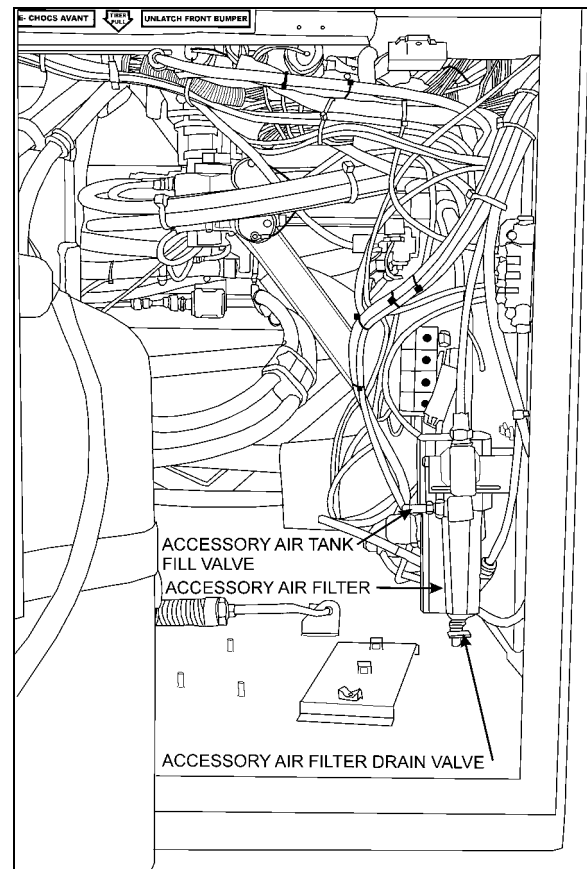 E- CHOCS AVANT
TIRER
PULL
UNLATCH FRONT BUMPER
ACCESSORY AIR TANK
FILL VALVE
ACCESSORY AIR FILTER
ACCESSORY AIR FILTER DRAIN VALVE